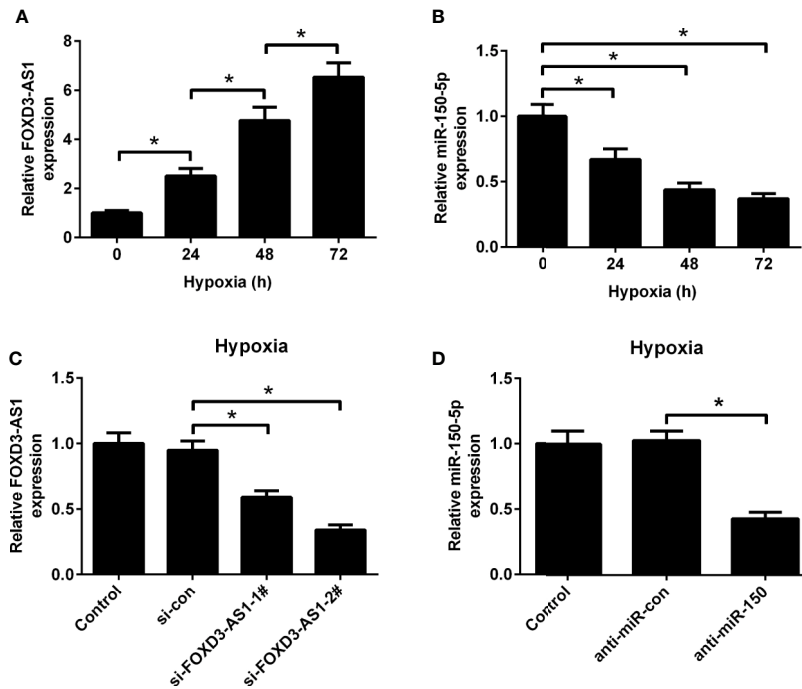 A
Relative FOXD3-AS1
expression
8
6
4
2
0
*
*
*
0 24 48 72
Hypoxia (h)
B
Relative miR-150-5p
expression
1.5
1.0
0.5
0.0
*
*
*
0 24 48 72
Hypoxia (h)
C
Hypoxia
Relative FOXD3-AS1
expression
1.5
1.0
0.5
0.0
*
*
Control
si-con
si-FOXD3-AS1-1#
si-FOXD3-AS1-2#
D
Hypoxia
Relative miR-150-5p
expression
1.5
1.0
0.5
0.0
*
Control
anti-miR-con
anti-miR-150